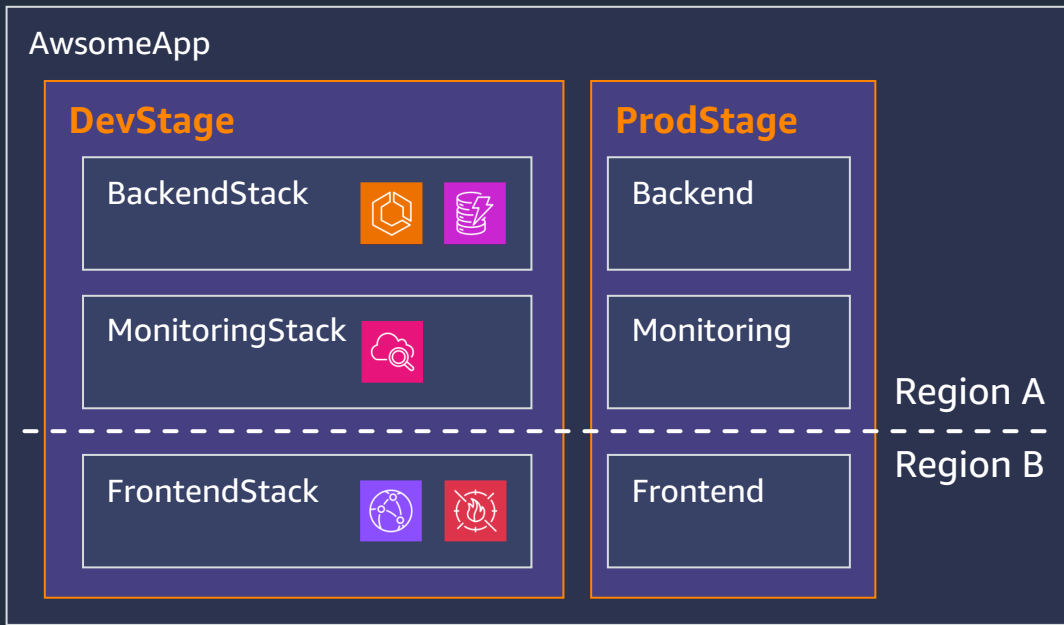 AwsomeApp
DevStage
BackendStack
MonitoringStack
FrontendStack
ProdStage
Backend
Monitoring
Frontend
Region A
Region B